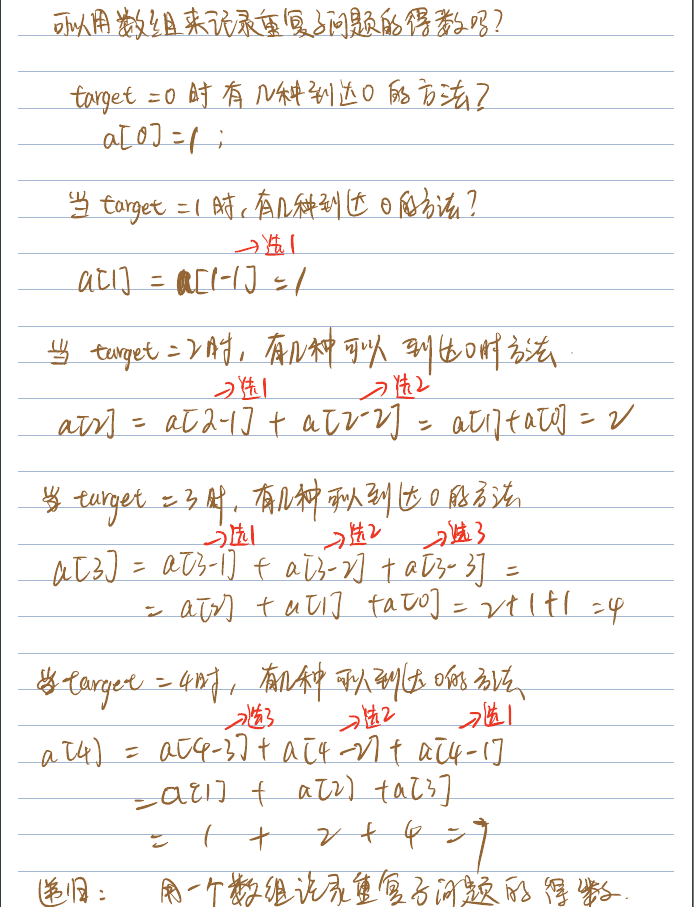 可以用数组来记录重复子问题的得数吗？
target = 0 时有几种到达0的方法？
a[0] = 1 ;
当 target = 1 时，有几种到达 0 的方法？
→选1
a[1] = a[1-1] = 1
当 target = 2时，有几种可以 到达0时方法.
→选1 →选2
a[2] = a[2-1] + a[2-2] = a[1]+a[0] = 2
当 target = 3 时，有几种可以到达 0 的方法
→选1 →选2 →选3
a[3] = a[3-1] + a[3-2] + a[3-3] =
= a[2] + a[1] + a[0] = 2+1+1 = 4
当 target = 4时，有几种可以到达 0的方法
→选3 →选2 →选1
a[4] = a[4-3] + a[4-2] + a[4-1]
= a[1] + a[2] + a[3]
= 1 + 2 + 4 = 7
递归： 用一个数组记录重复子问题的得数.